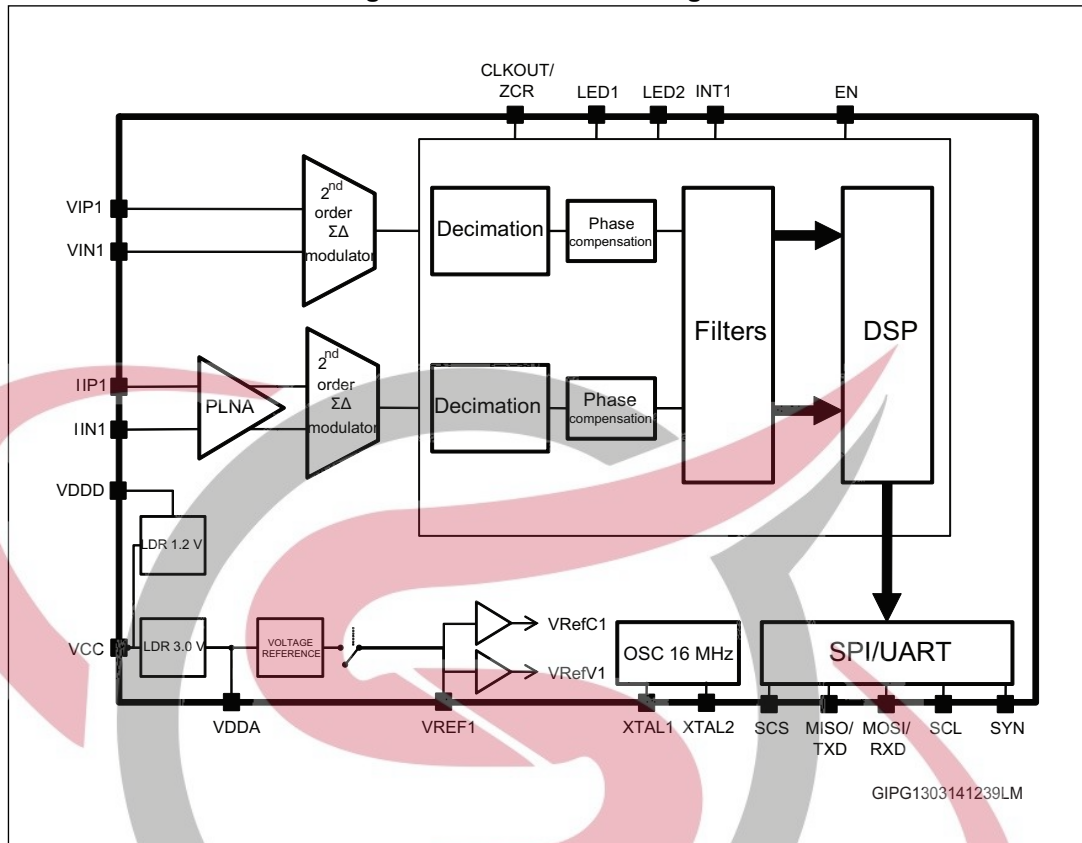 CLKOUT/
ZCR
LED1
LED2
INT1
EN
VIP1
VIN1
2nd
order
ΣΔ
modulator
Decimation
Phase
compensation
Filters
DSP
IIP1
IIN1
PLNA
2nd
order
ΣΔ
modulator
Decimation
Phase
compensation
VDDD
LDR 1.2 V
VCC
LDR 3.0 V
VOLTAGE
REFERENCE
VRefC1
VRefV1
OSC 16 MHz
SPI/UART
VDDA
VREF1
XTAL1
XTAL2
SCS
MISO/
TXD
MOSI/
RXD
SCL
SYN
GIPG1303141239LM